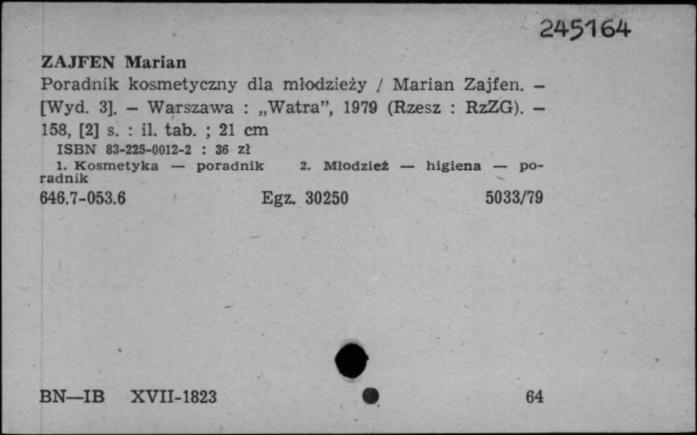 245164
ZAJFEN Marian
Poradnik kosmetyczny dla młodzieży / Marian Zajfen. —
[Wyd. 3]. — Warszawa : „Watra”, 1979 (Rzesz : RzZG). —
158, [2] s. : il. tab. ; 21 cm
ISBN 83-225-0012-2 : 36 zł
1. Kosmetyka — poradnik 2. Młodzież — higiena — po-
radnik
646.7-053.6 Egz. 30250 5033/79
BN—IB XVII-1823 64